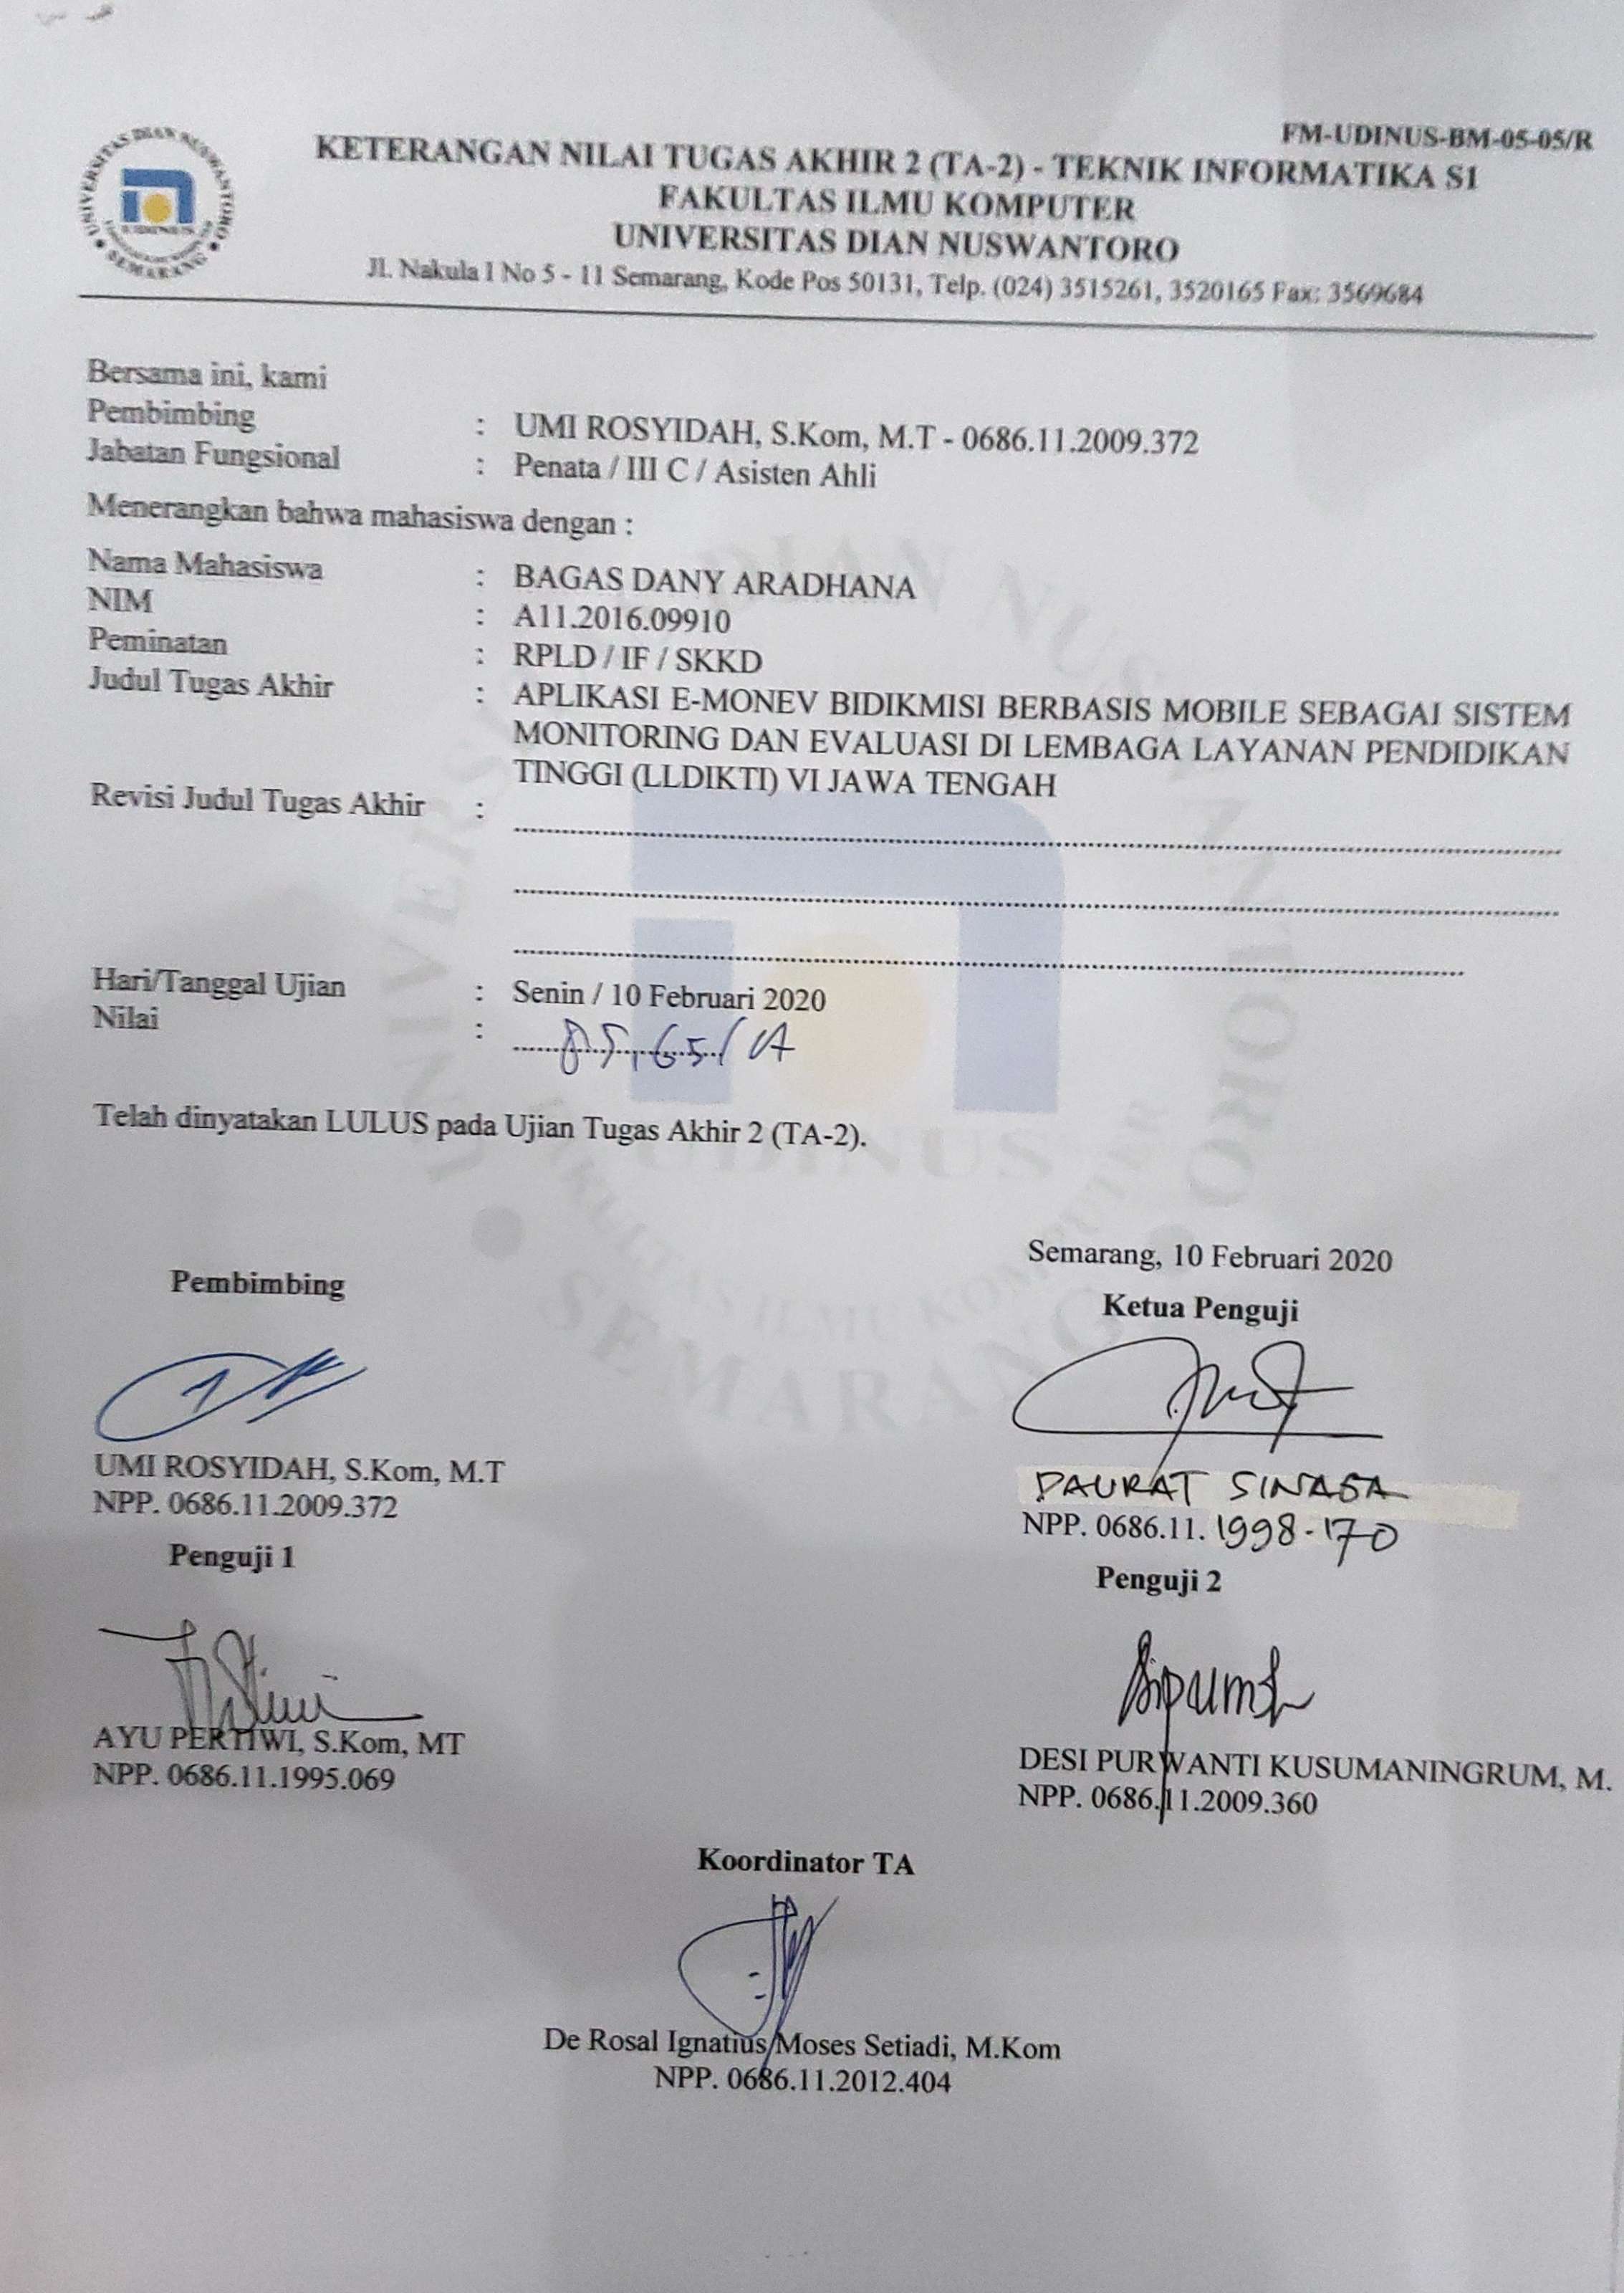 FM-UDINUS-BM-05-05/R
KETERANGAN NILAI TUGAS AKHIR 2 (TA-2) - TEKNIK INFORMATIKA S1
FAKULTAS ILMU KOMPUTER
UNIVERSITAS DIAN NUSWANTORO
Jl. Nakula I No 5 - 11 Semarang, Kode Pos 50131, Telp. (024) 3515261, 3520165 Fax: 3569684
UNIVERSITAS DIAN NUSWANTORO
UDINUS
SEMARANG
Bersama ini, kami
Pembimbing : UMI ROSYIDAH, S.Kom, M.T - 0686.11.2009.372
Jabatan Fungsional : Penata / III C / Asisten Ahli
Menerangkan bahwa mahasiswa dengan :
Nama Mahasiswa : BAGAS DANY ARADHANA
NIM : A11.2016.09910
Peminatan : RPLD / IF / SKKD
Judul Tugas Akhir : APLIKASI E-MONEV BIDIKMISI BERBASIS MOBILE SEBAGAI SISTEM
MONITORING DAN EVALUASI DI LEMBAGA LAYANAN PENDIDIKAN
TINGGI (LLDIKTI) VI JAWA TENGAH
Revisi Judul Tugas Akhir :
Hari/Tanggal Ujian : Senin / 10 Februari 2020
Nilai : 85,65 / A
Telah dinyatakan LULUS pada Ujian Tugas Akhir 2 (TA-2).
UNIVERSITAS DIAN NUSWANTORO
UDINUS
FAKULTAS ILMU KOMPUTER
SEMARANG
Semarang, 10 Februari 2020
Pembimbing
Ketua Penguji
UMI ROSYIDAH, S.Kom, M.T
NPP. 0686.11.2009.372
DAURAT SINAGA
NPP. 0686.11. 1998-170
Penguji 1
Penguji 2
AYU PERTIWI, S.Kom, MT
NPP. 0686.11.1995.069
DESI PURWANTI KUSUMANINGRUM, M.
NPP. 0686.11.2009.360
Koordinator TA
De Rosal Ignatius Moses Setiadi, M.Kom
NPP. 0686.11.2012.404